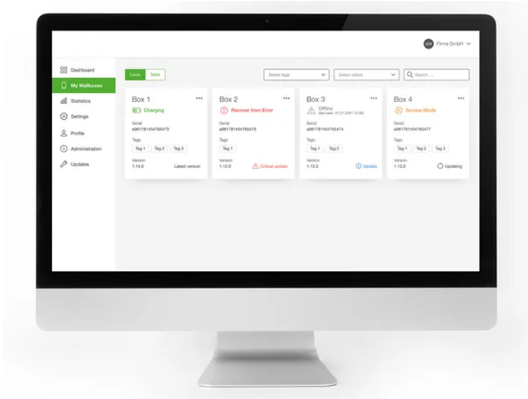 Firma GmbH
Dashboard
My Mailboxes
Statistics
Settings
Profile
Administration
Updates
Cards Table
Select tags
Select status
Search ...
Box 1
Charging
Serial
Tags
Tag 1 Tag 2 Tag 3
Version
1.14.0 Latest version
Box 2
Recover from Error
Serial
Tags
Tag 1
Version
1.12.0 Critical update
Box 3
Offline
Serial
Tags
Tag 1 Tag 2
Version
1.13.0 Update
Box 4
Service Mode
Serial
Tags
Tag 1 Tag 2 Tag 3
Version
1.13.0 Updating